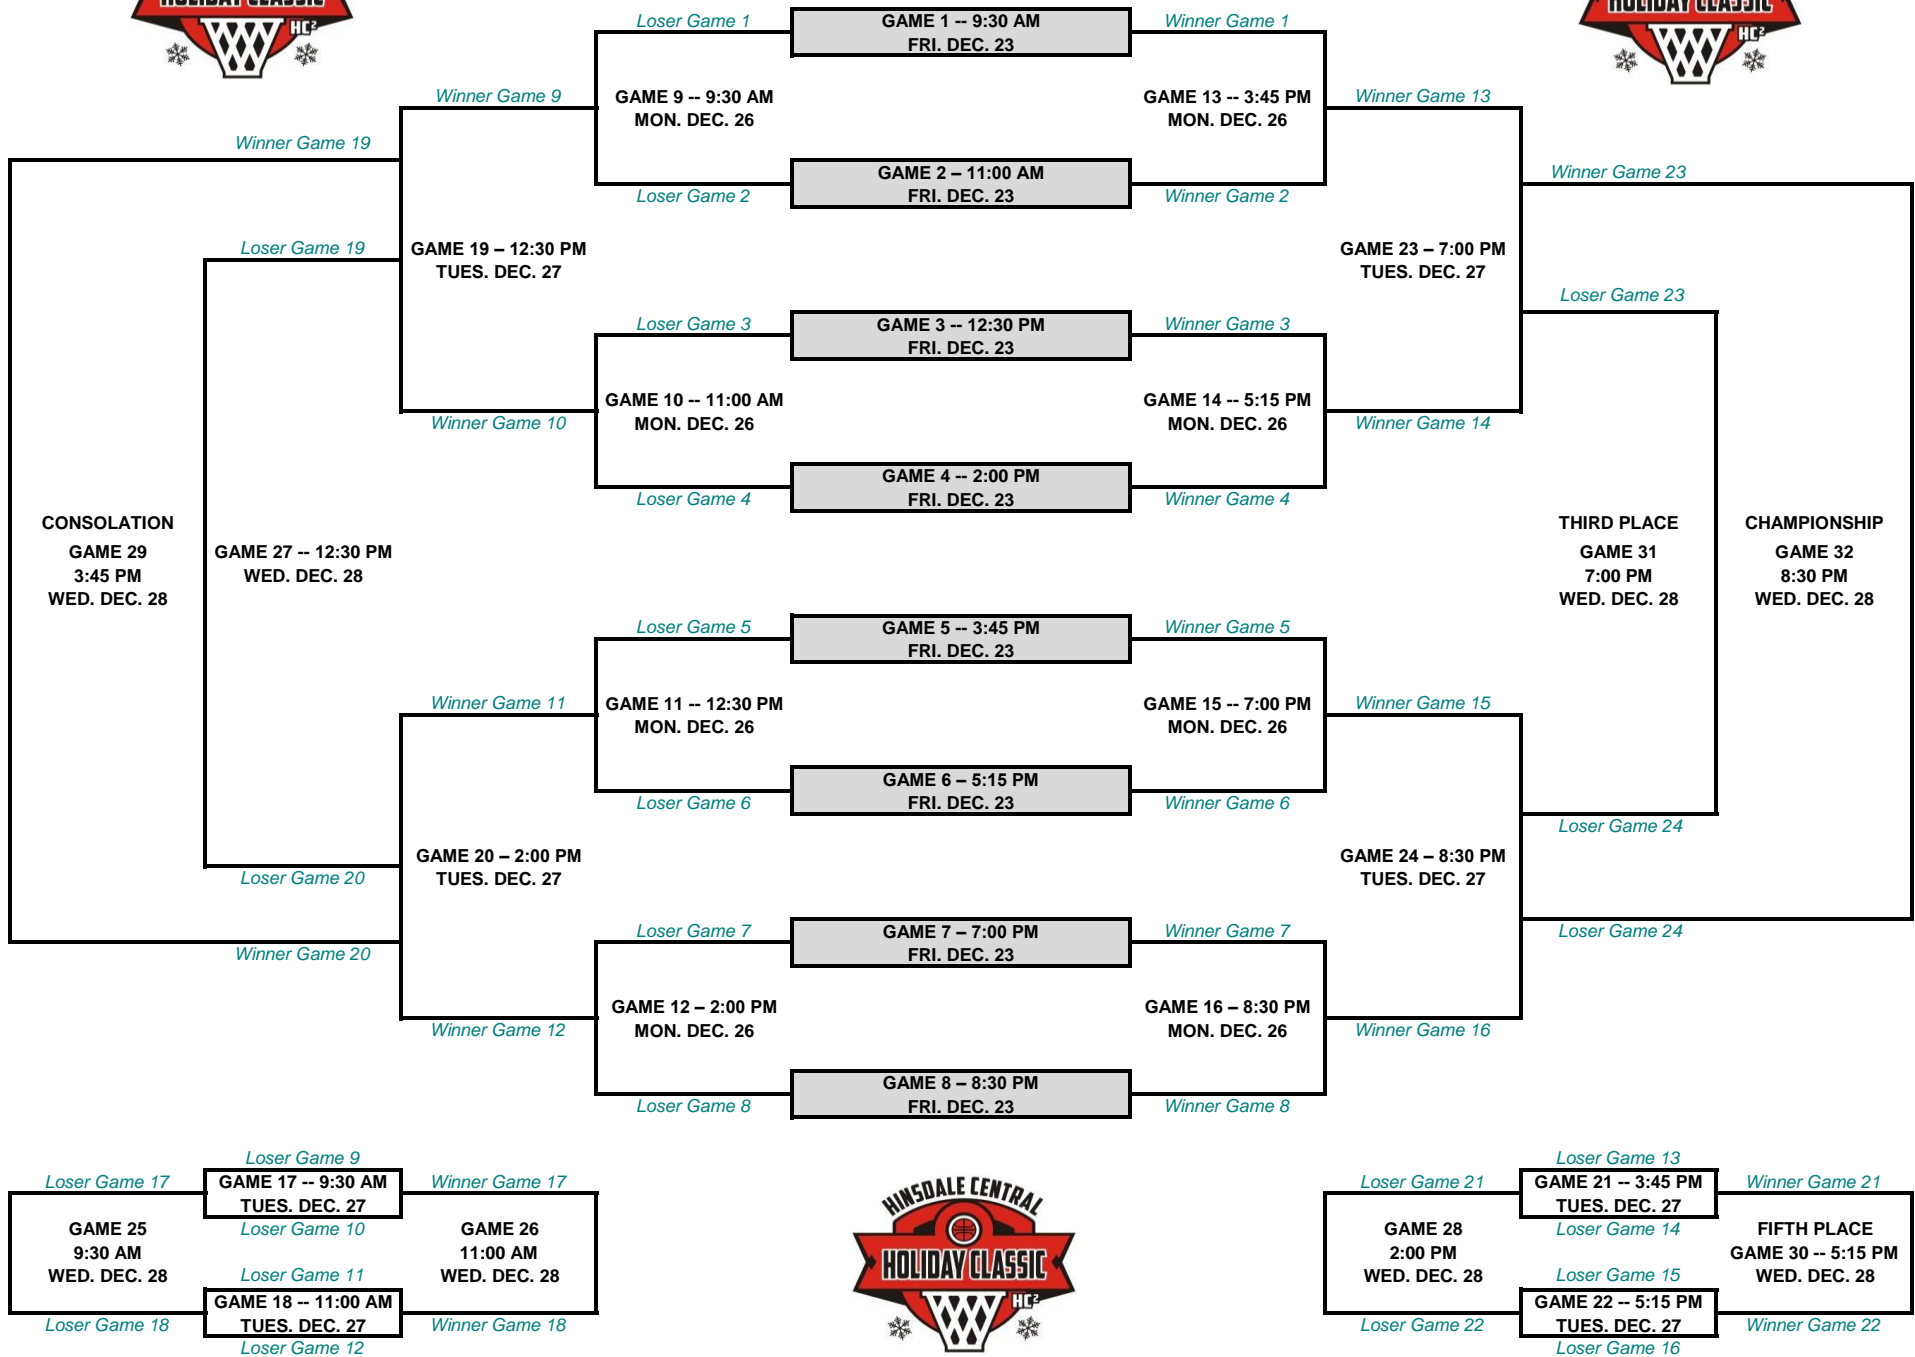 HOLIDAY CLASSIC
HC²
HOLIDAY CLASSIC
HC²
Loser Game 1
GAME 1 -- 9:30 AM
FRI. DEC. 23
Winner Game 1
Winner Game 9
GAME 9 -- 9:30 AM
MON. DEC. 26
GAME 13 -- 3:45 PM
MON. DEC. 26
Winner Game 13
Winner Game 19
Loser Game 2
GAME 2 – 11:00 AM
FRI. DEC. 23
Winner Game 2
Winner Game 23
Loser Game 19
GAME 19 – 12:30 PM
TUES. DEC. 27
GAME 23 – 7:00 PM
TUES. DEC. 27
Loser Game 23
Loser Game 3
GAME 3 -- 12:30 PM
FRI. DEC. 23
Winner Game 3
Winner Game 10
GAME 10 -- 11:00 AM
MON. DEC. 26
GAME 14 -- 5:15 PM
MON. DEC. 26
Winner Game 14
Loser Game 4
GAME 4 -- 2:00 PM
FRI. DEC. 23
Winner Game 4
CONSOLATION
GAME 29
3:45 PM
WED. DEC. 28
GAME 27 -- 12:30 PM
WED. DEC. 28
THIRD PLACE
GAME 31
7:00 PM
WED. DEC. 28
CHAMPIONSHIP
GAME 32
8:30 PM
WED. DEC. 28
Loser Game 5
GAME 5 -- 3:45 PM
FRI. DEC. 23
Winner Game 5
Winner Game 11
GAME 11 -- 12:30 PM
MON. DEC. 26
GAME 15 -- 7:00 PM
MON. DEC. 26
Winner Game 15
Loser Game 6
GAME 6 – 5:15 PM
FRI. DEC. 23
Winner Game 6
Loser Game 24
GAME 20 – 2:00 PM
TUES. DEC. 27
GAME 24 – 8:30 PM
TUES. DEC. 27
Loser Game 20
Loser Game 7
GAME 7 – 7:00 PM
FRI. DEC. 23
Winner Game 7
Loser Game 24
Winner Game 20
GAME 12 – 2:00 PM
MON. DEC. 26
GAME 16 – 8:30 PM
MON. DEC. 26
Winner Game 12
Winner Game 16
Loser Game 8
GAME 8 – 8:30 PM
FRI. DEC. 23
Winner Game 8
Loser Game 9
Loser Game 17
GAME 17 -- 9:30 AM
TUES. DEC. 27
Winner Game 17
Loser Game 10
GAME 25
9:30 AM
WED. DEC. 28
GAME 26
11:00 AM
WED. DEC. 28
Loser Game 11
GAME 18 -- 11:00 AM
TUES. DEC. 27
Loser Game 18
Winner Game 18
Loser Game 12
HINSDALE CENTRAL
HOLIDAY CLASSIC
HC²
Loser Game 13
Loser Game 21
GAME 21 -- 3:45 PM
TUES. DEC. 27
Winner Game 21
Loser Game 14
GAME 28
2:00 PM
WED. DEC. 28
FIFTH PLACE
GAME 30 -- 5:15 PM
WED. DEC. 28
Loser Game 15
GAME 22 -- 5:15 PM
TUES. DEC. 27
Loser Game 22
Winner Game 22
Loser Game 16